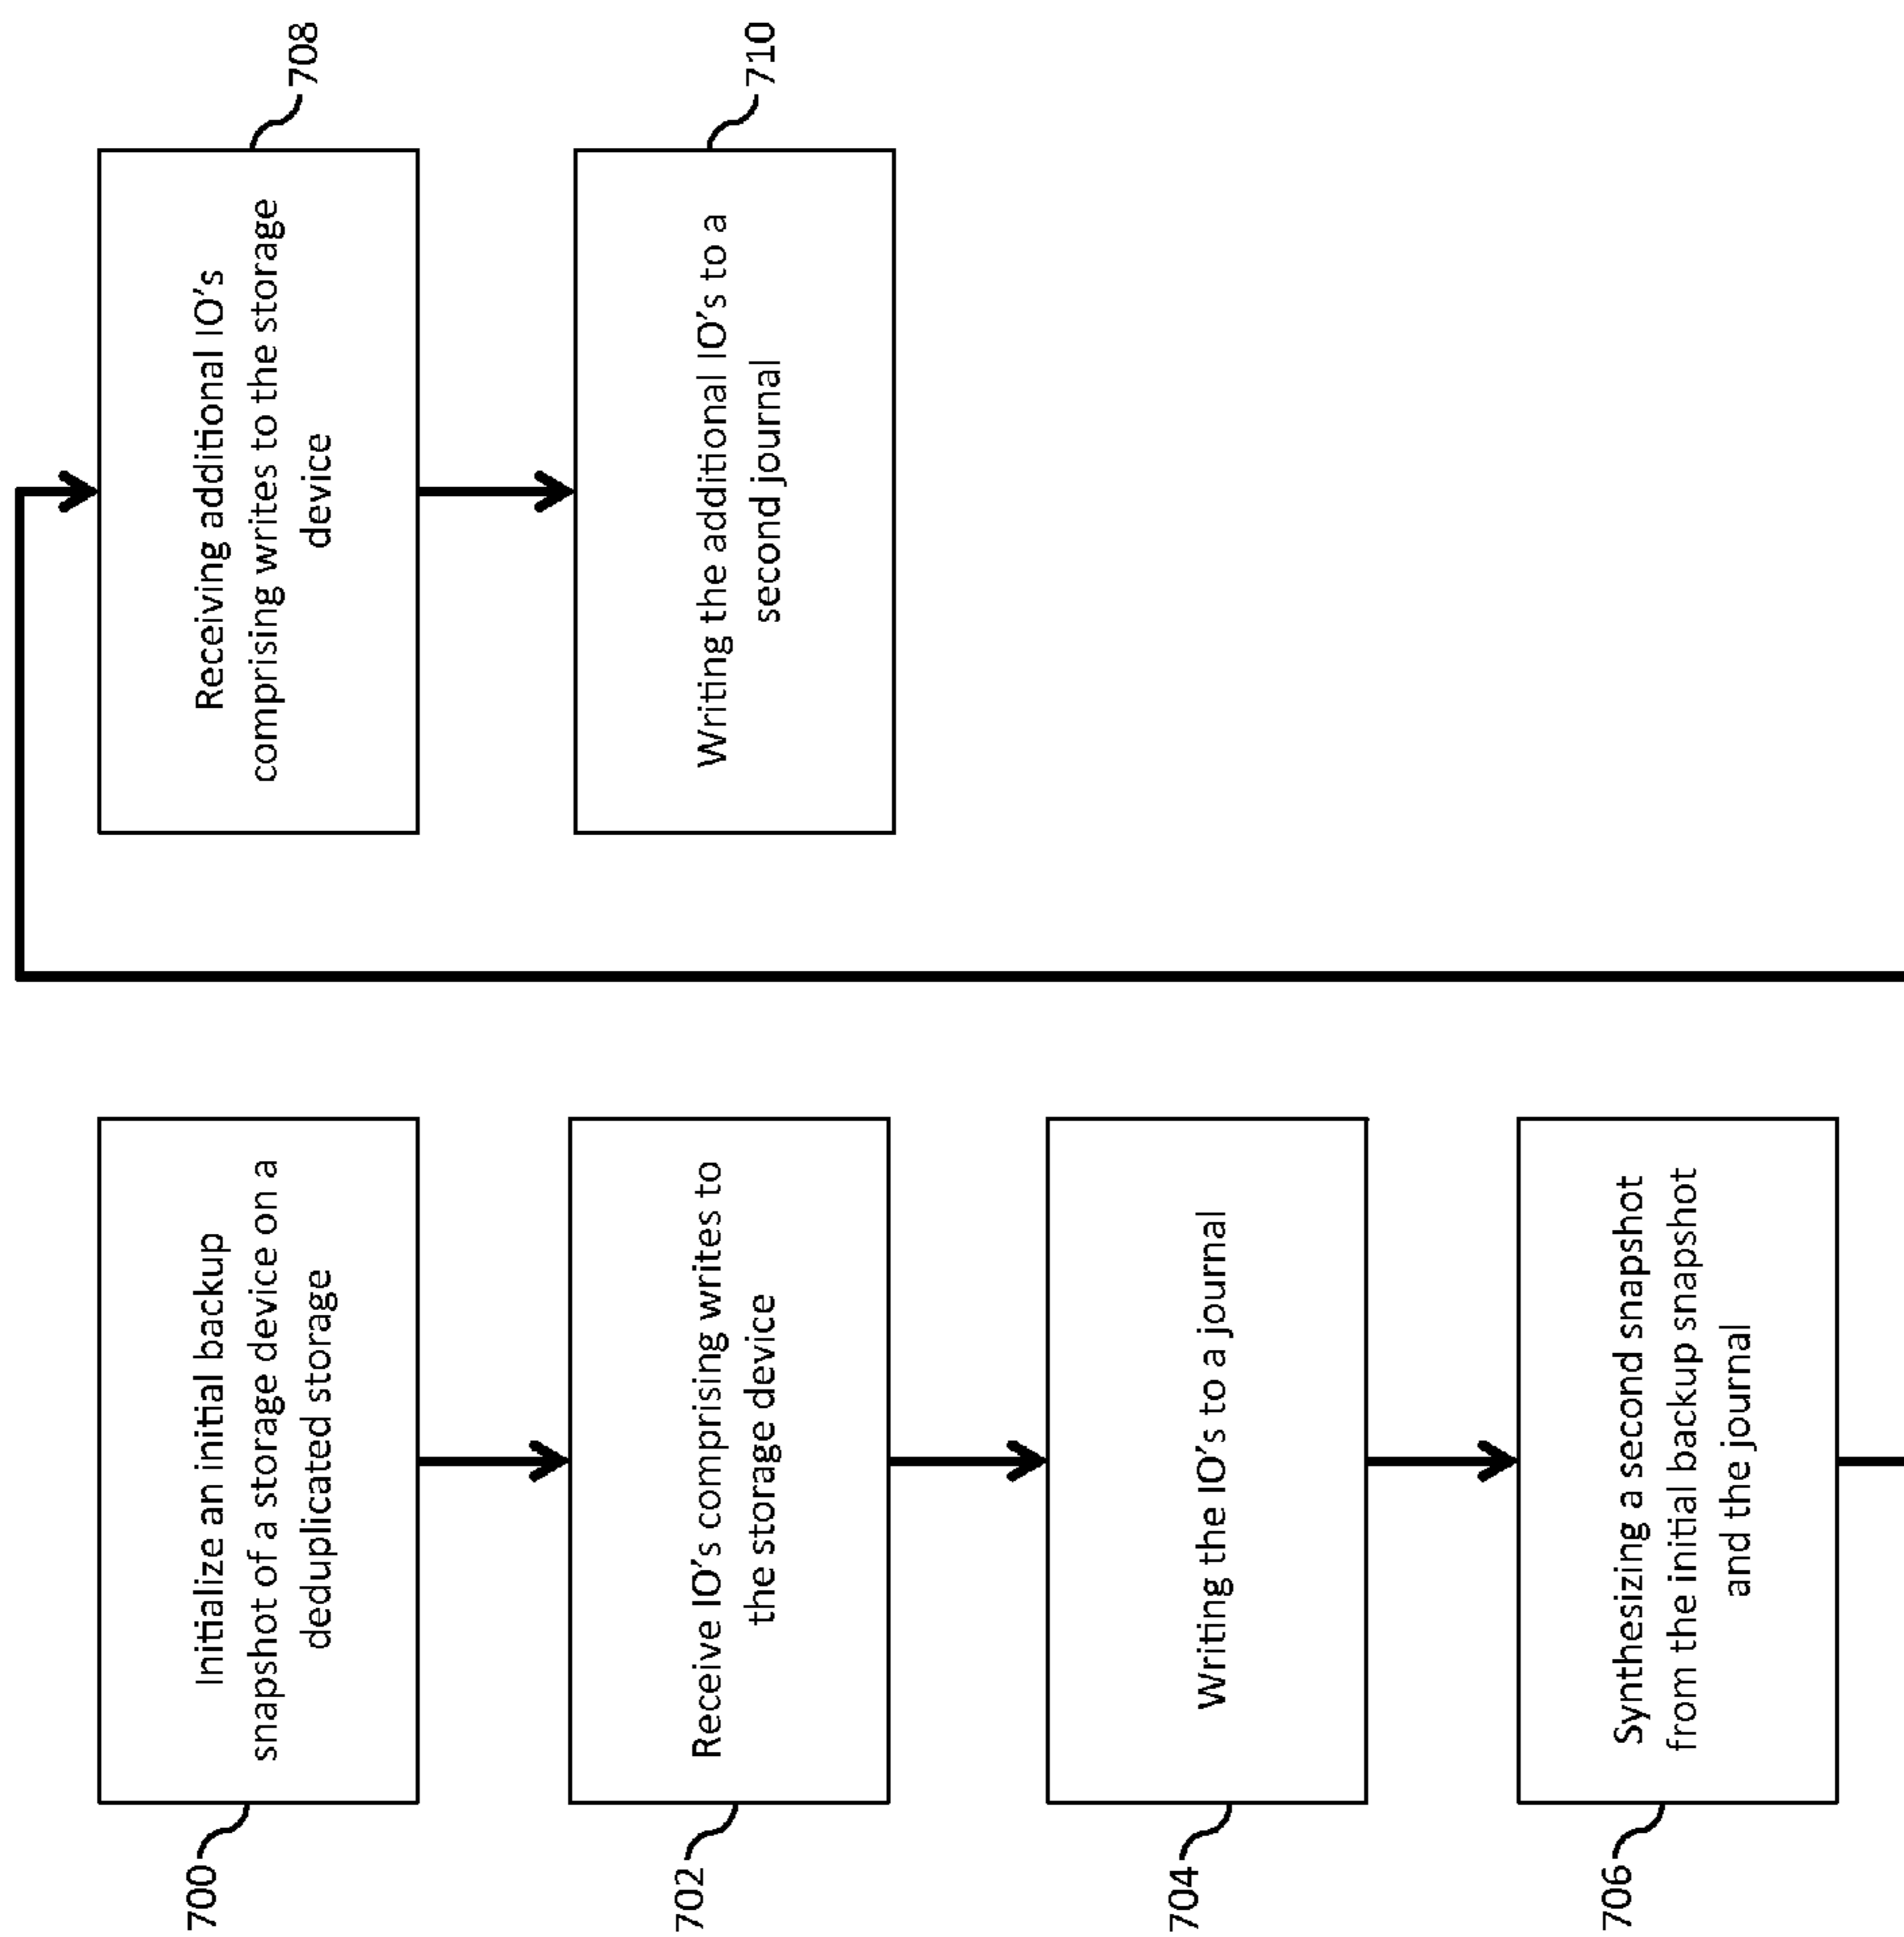 700
Initialize an initial backup
snapshot of a storage device on a
deduplicated storage
702
Receive IO's comprising writes to
the storage device
704
Writing the IO's to a journal
706
Synthesizing a second snapshot
from the initial backup snapshot
and the journal
708
Receiving additional IO's
comprising writes to the storage
device
710
Writing the additional IO's to a
second journal